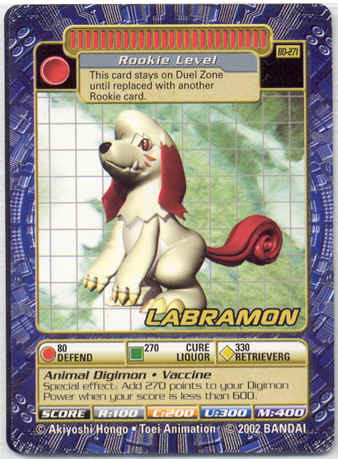 BO-271
Rookie Level
This card stays on Duel Zone
until replaced with another
Rookie card.
LABRAMON
80 DEFEND
270 CURE LIQUOR
330 RETRIEVERG
Animal Digimon • Vaccine
Special effect: Add 270 points to your Digimon
Power when your score is less than 600.
SCORE R:100 C:200 U:300 M:400
© Akiyoshi Hongo • Toei Animation © 2002 BANDAI